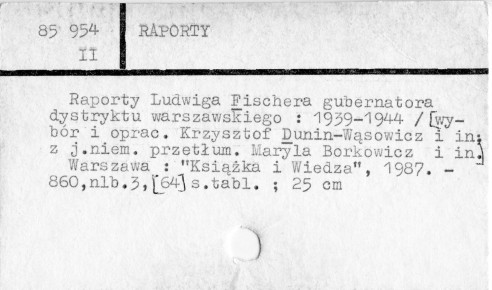 85 954
II
RAPORTY
Raporty Ludwiga Fischera gubernatora
dystryktu warszawskiego : 1939-1944 / [wy-
bór i oprac. Krzysztof Dunin-Wąsowicz i in;
z j.niem. przetłum. Maryla Borkowicz i in.]
Warszawa : "Książka i Wiedza", 1987. -
860,nlb.3,[64] s.tabl. ; 25 cm